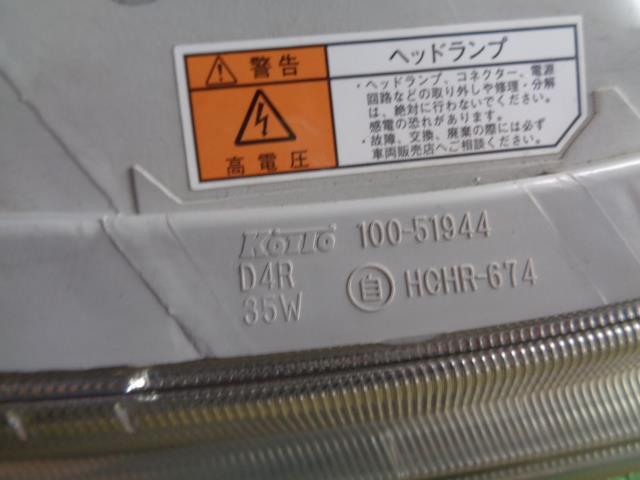 警告
高電圧
ヘッドランプ
・ヘッドランプ、コネクター、電源
回路などの取り外しや修理・分解
は、絶対に行わないでください。
感電の恐れがあります。
・故障、交換、廃棄の際には必ず
車両販売店へご相談ください。
KOITO 100-51944
D4R 自 HCHR-674
35W